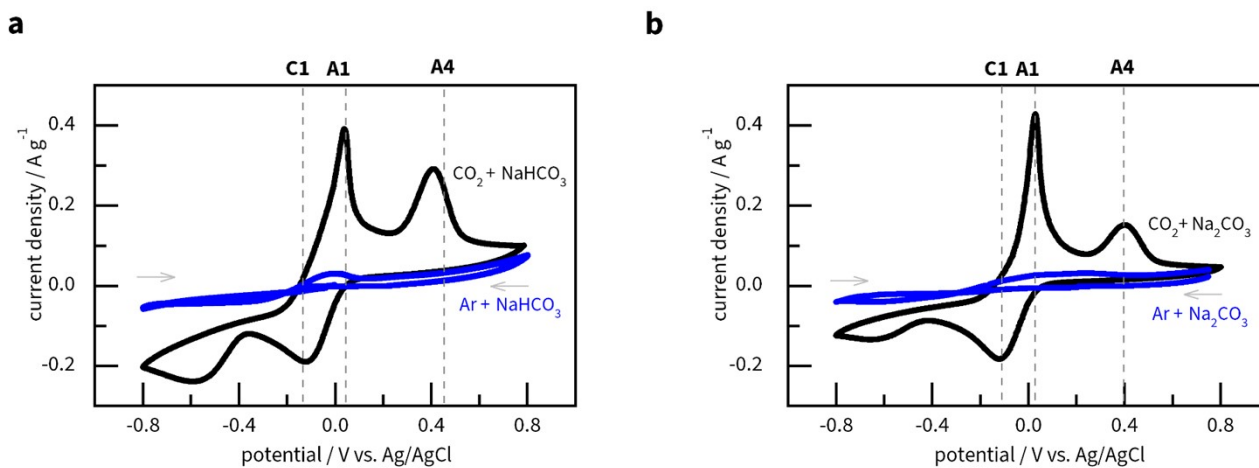 a
C1 A1 A4
current density / A g⁻¹
0.4
0.2
0.0
-0.2
CO₂ + NaHCO₃
Ar + NaHCO₃
-0.8 -0.4 0.0 0.4 0.8
potential / V vs. Ag/AgCl
b
C1 A1 A4
current density / A g⁻¹
0.4
0.2
0.0
-0.2
CO₂ + Na₂CO₃
Ar + Na₂CO₃
-0.8 -0.4 0.0 0.4 0.8
potential / V vs. Ag/AgCl